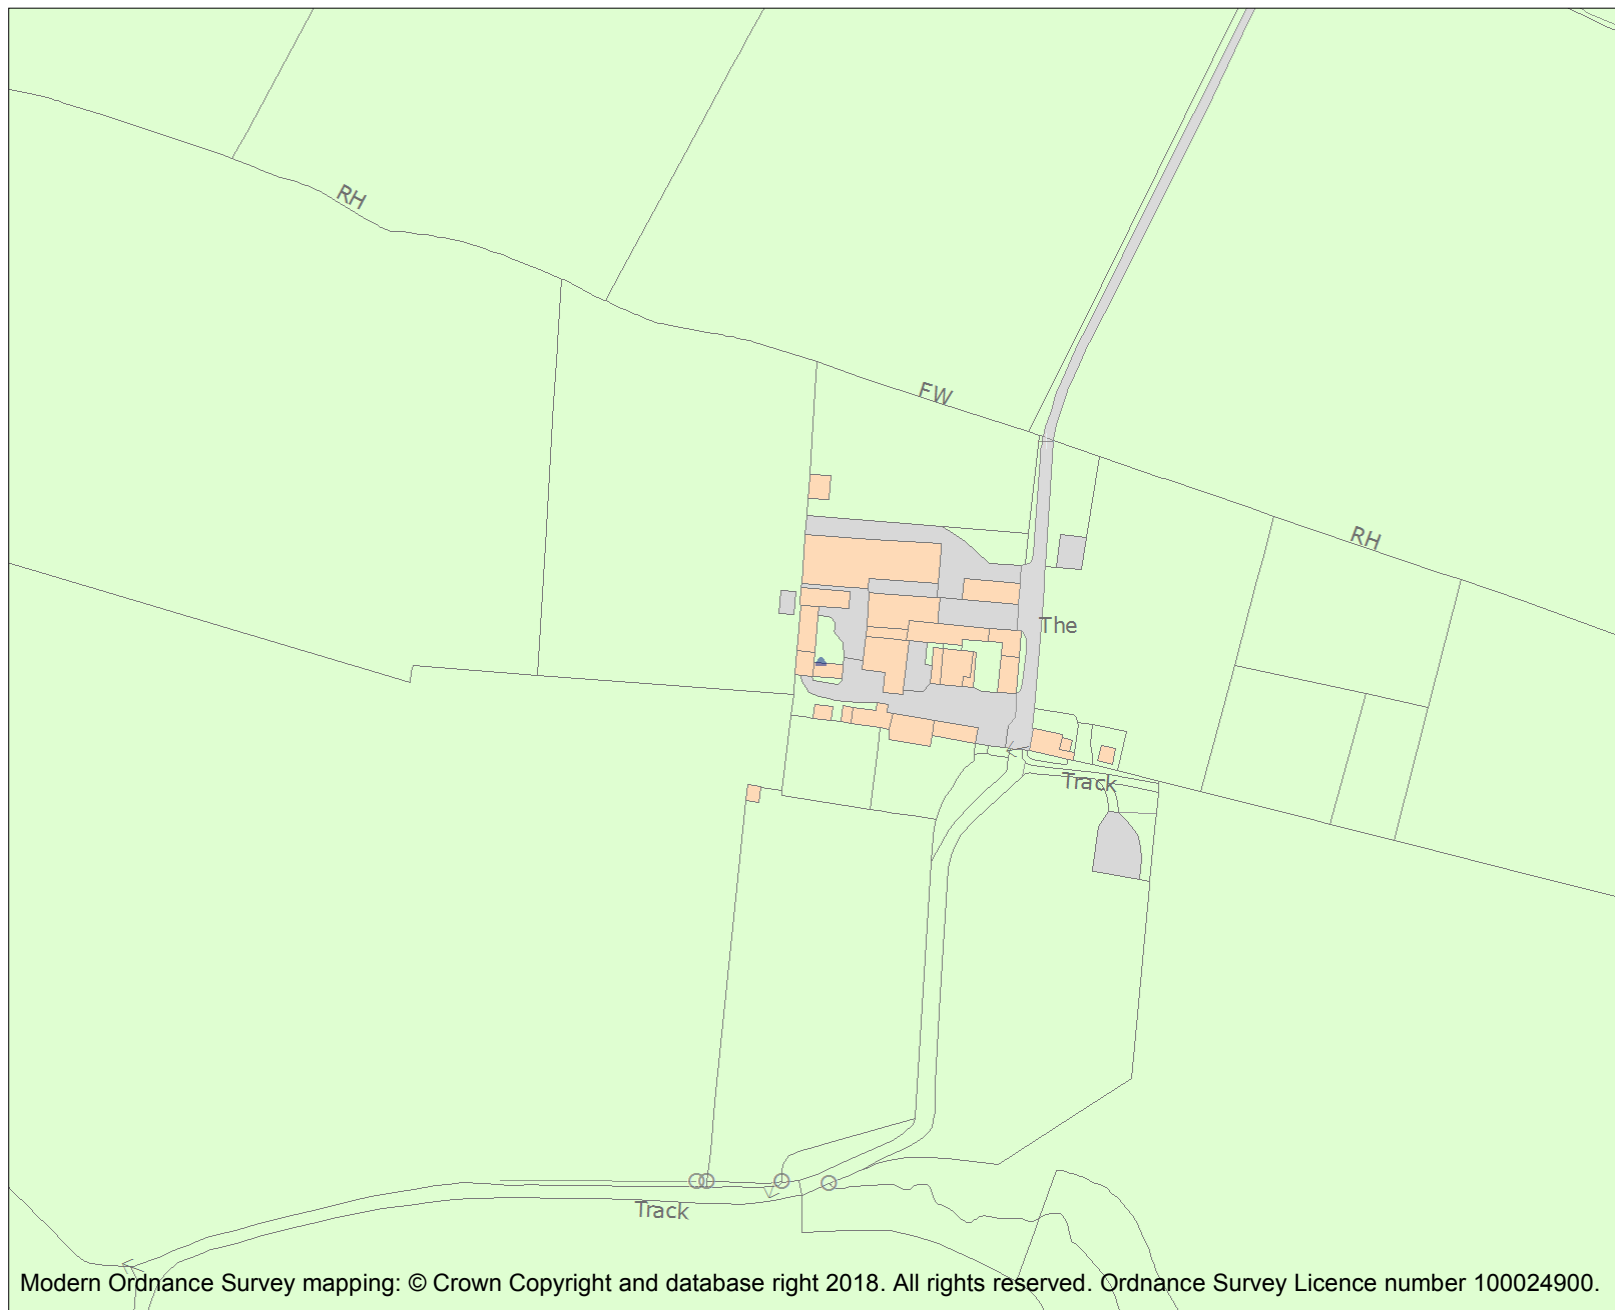 RH
FW
RH
The
Track
Track
Modern Ordnance Survey mapping: © Crown Copyright and database right 2018. All rights reserved. Ordnance Survey Licence number 100024900.